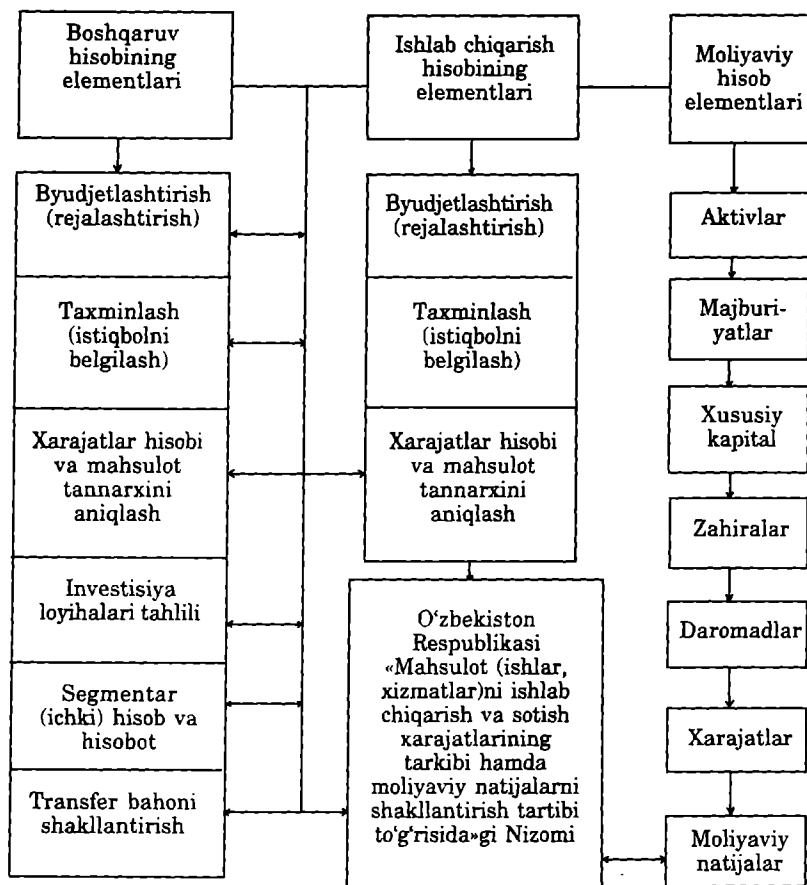 Boshqaruv
hisobining
elementlari
Ishlab chiqarish
hisobining
elementlari
Moliyaviy
hisob
elementlari
Byudjetlashtirish
(rejalashtirish)
Taxminlash
(istiqbolni
belgilash)
Xarajatlar hisobi
va mahsulot
tannarxini
aniqlash
Investisiya
loyihalari tahlili
Segmentar
(ichki) hisob va
hisobot
Transfer bahoni
shakllantirish
Byudjetlashtirish
(rejalashtirish)
Taxminlash
(istiqbolni
belgilash)
Xarajatlar hisobi
va mahsulot
tannarxini
aniqlash
O‘zbekiston
Respublikasi
«Mahsulot (ishlar,
xizmatlar)ni ishlab
chiqarish va sotish
xarajatlarining
tarkibi hamda
moliyaviy natijalarni
shakllantirish tartibi
to‘g‘risida»gi Nizomi
Aktivlar
Majburi-
yatlar
Xususiy
kapital
Zahiralar
Daromadlar
Xarajatlar
Moliyaviy
natijalar